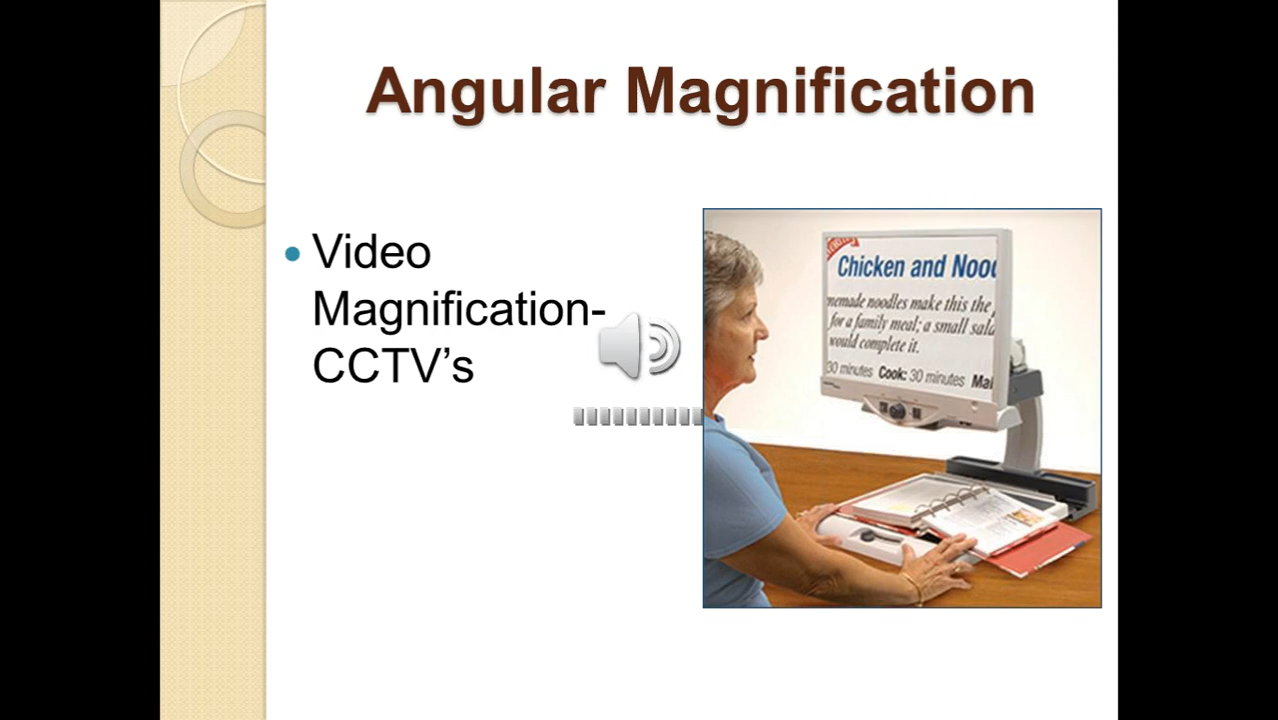 Angular Magnification
• Video
Magnification-
CCTV’s
Chicken and Nood
memade noodles make this the
for a family meal; a small sala
would complete it.
30 minutes Cook: 30 minutes Mai